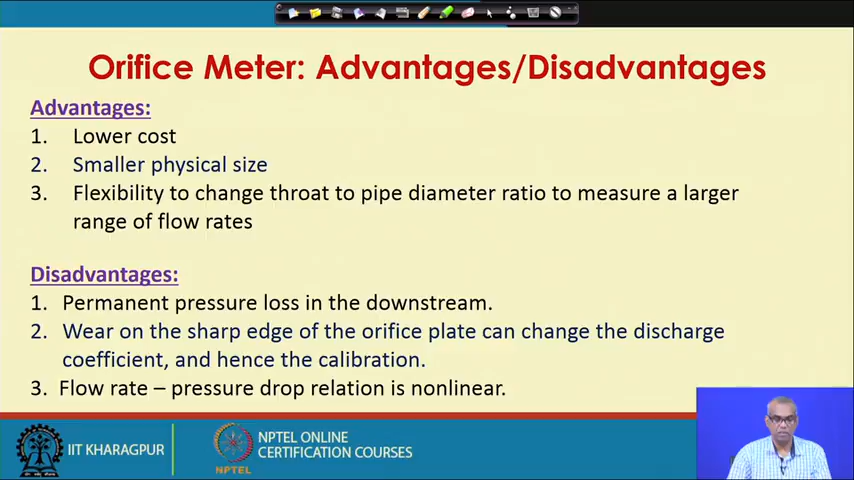 Orifice Meter: Advantages/Disadvantages
Advantages:
1. Lower cost
2. Smaller physical size
3. Flexibility to change throat to pipe diameter ratio to measure a larger
range of flow rates
Disadvantages:
1. Permanent pressure loss in the downstream.
2. Wear on the sharp edge of the orifice plate can change the discharge
coefficient, and hence the calibration.
3. Flow rate – pressure drop relation is nonlinear.
IIT KHARAGPUR
NPTEL
NPTEL ONLINE
CERTIFICATION COURSES